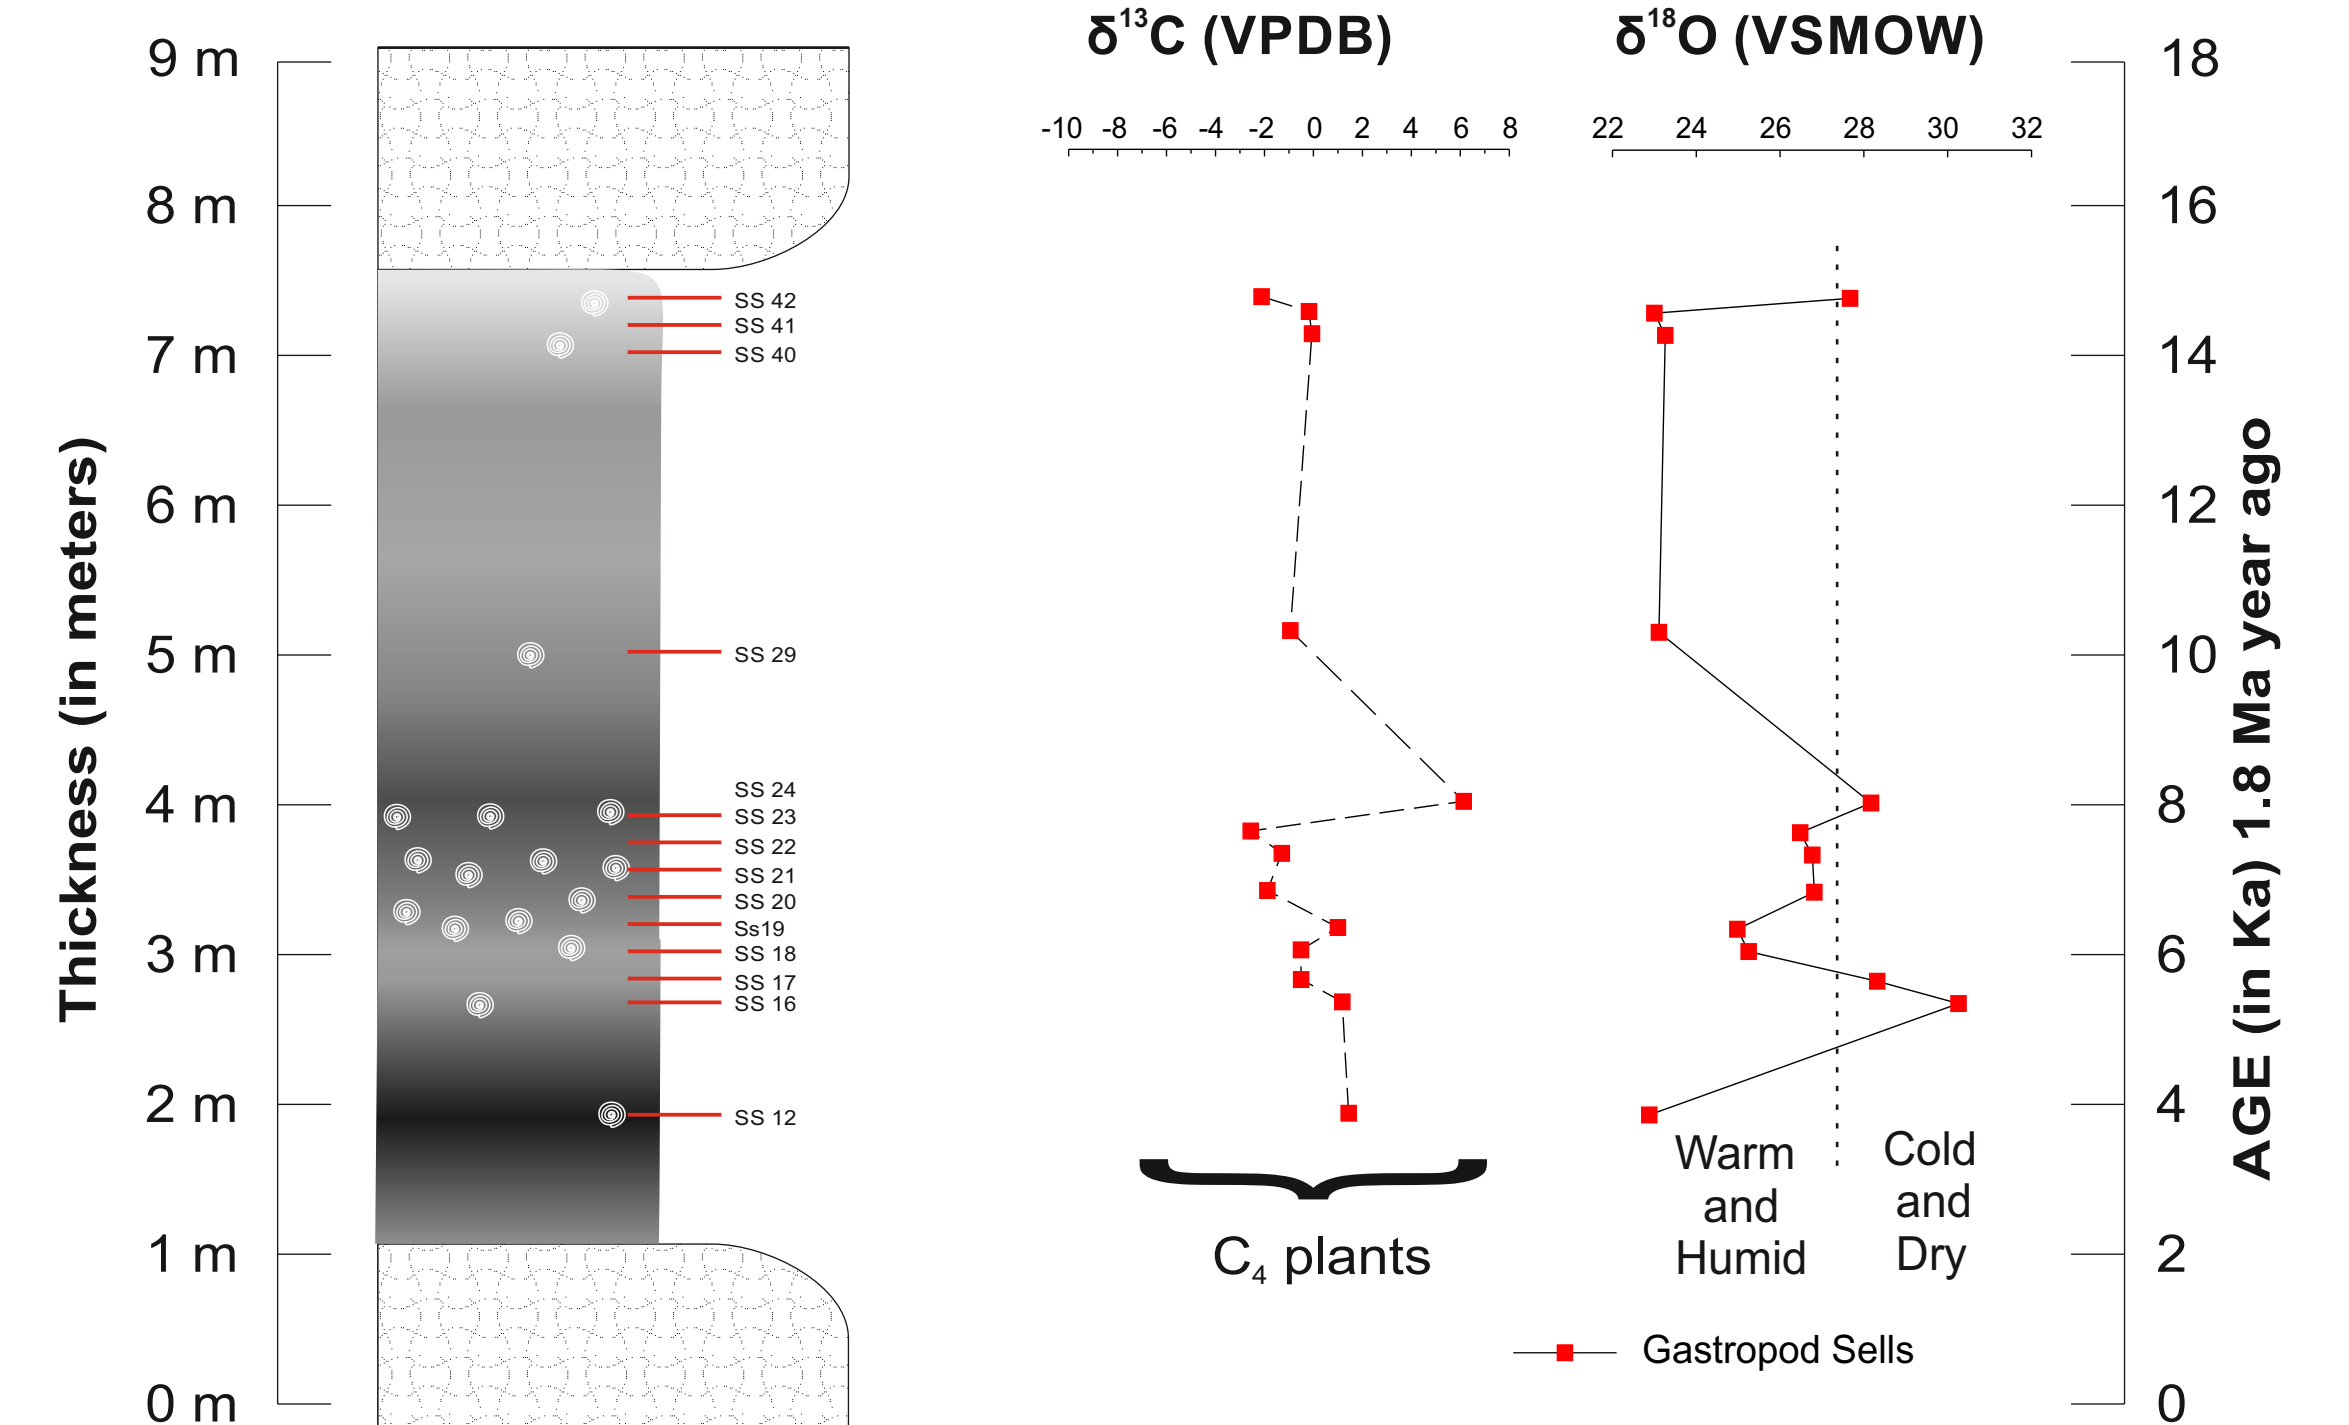 δ¹³C (VPDB)
δ¹⁸O (VSMOW)
-10 -8 -6 -4 -2 0 2 4 6 8
22 24 26 28 30 32
Thickness (in meters)
9 m
8 m
7 m
6 m
5 m
4 m
3 m
2 m
1 m
0 m
SS 42
SS 41
SS 40
SS 29
SS 24
SS 23
SS 22
SS 21
SS 20
Ss19
SS 18
SS 17
SS 16
SS 12
C₄ plants
Warm
and
Humid
Cold
and
Dry
Gastropod Sells
18
16
14
12
10
8
6
4
2
0
AGE (in Ka) 1.8 Ma year ago